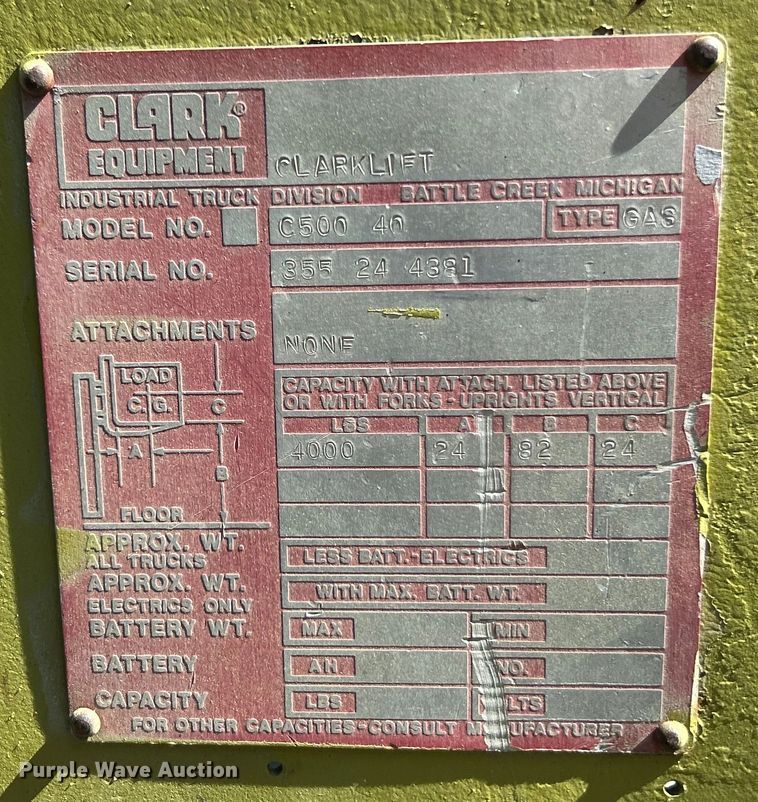 CLARK®
EQUIPMENT CLARKLIFT
INDUSTRIAL TRUCK DIVISION BATTLE CREEK MICHIGAN
MODEL NO. C500 40 TYPE GAS
SERIAL NO. 355 24 4381
ATTACHMENTS NONE
LOAD
C.G.
C
A
B
FLOOR
CAPACITY WITH ATTACH. LISTED ABOVE
OR WITH FORKS - UPRIGHTS VERTICAL
LBS A B C
4000 24 82 24
APPROX. WT.
ALL TRUCKS LESS BATT.-ELECTRICS
APPROX. WT.
ELECTRICS ONLY WITH MAX. BATT. WT.
BATTERY WT. MAX MIN
BATTERY AH NO.
CAPACITY LBS VOLTS
FOR OTHER CAPACITIES-CONSULT MANUFACTURER
Purple Wave Auction